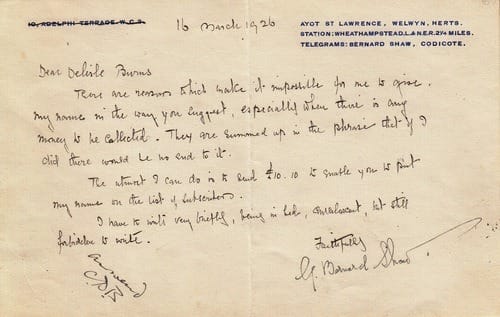 10, ADELPHI TERRACE, W.C.2.
16 March 1926
AYOT ST LAWRENCE, WELWYN, HERTS.
STATION: WHEATHAMPSTEAD, L. & N.E.R. 2¼ MILES.
TELEGRAMS: BERNARD SHAW, CODICOTE.
Dear Delisle Burns
There are reasons which make it impossible for me to give
my name in the way you suggest, especially when there is any
money to be collected. They are summed up in the phrase that if I
did there would be no end to it.
The utmost I can do is to send £10.10 to enable you to put
my name on the list of subscribers.
I have to write very briefly, being in bed, convalescent, but still
forbidden to write.
Faithfully
G. Bernard Shaw
answered
C.D.B.